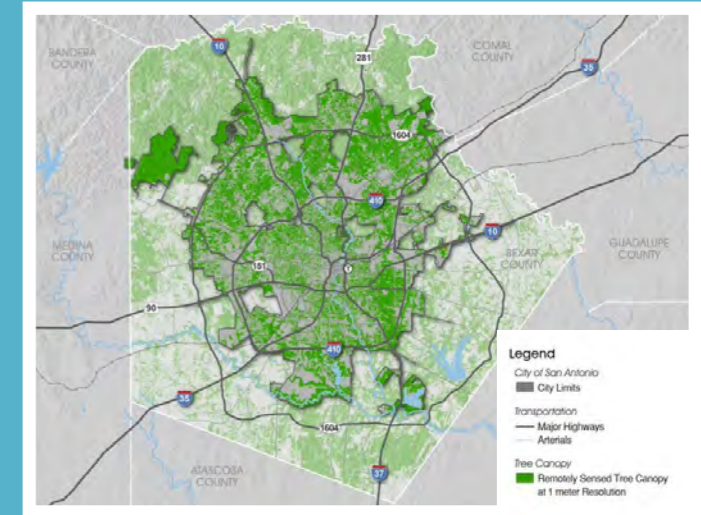 BANDERA
COUNTY
10
281
COMAL
COUNTY
35
1604
410
10
MEDINA
COUNTY
BEXAR
COUNTY
GUADALUPE
COUNTY
151
90
410
35
1604
ATASCOSA
COUNTY
37
Legend
City of San Antonio
City Limits
Transportation
Major Highways
Arterials
Tree Canopy
Remotely Sensed Tree Canopy
at 1 meter Resolution